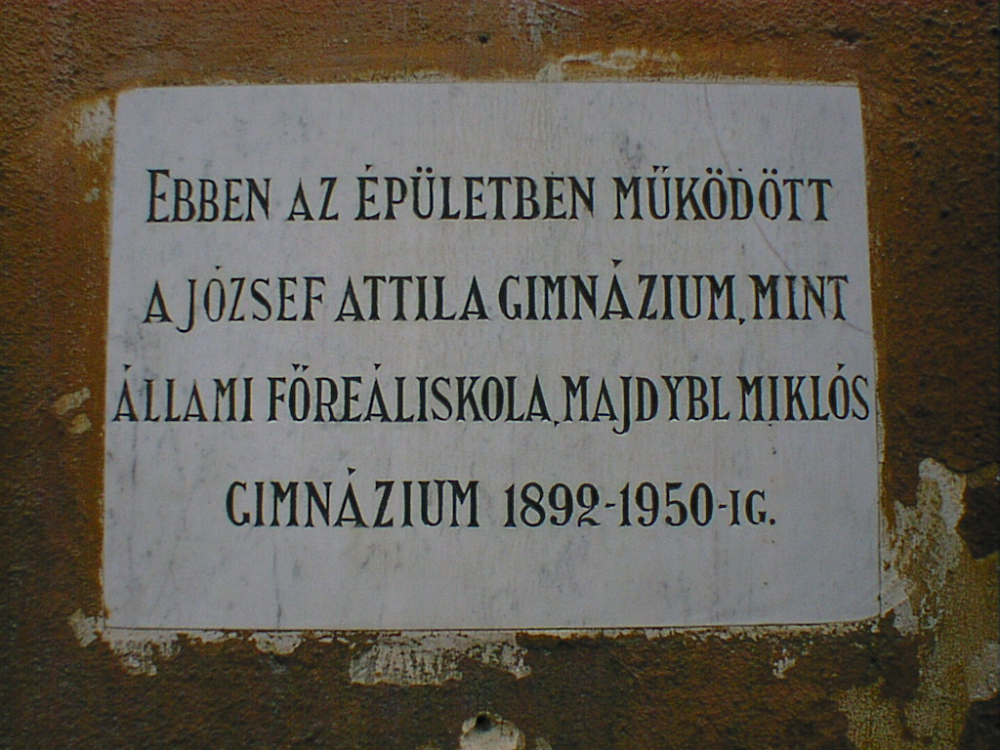 EBBEN AZ ÉPÜLETBEN MŰKÖDÖTT
A JÓZSEF ATTILA GIMNÁZIUM, MINT
ÁLLAMI FŐREÁLISKOLA, MAJDYBL MIKLÓS
GIMNÁZIUM 1892-1950-IG.